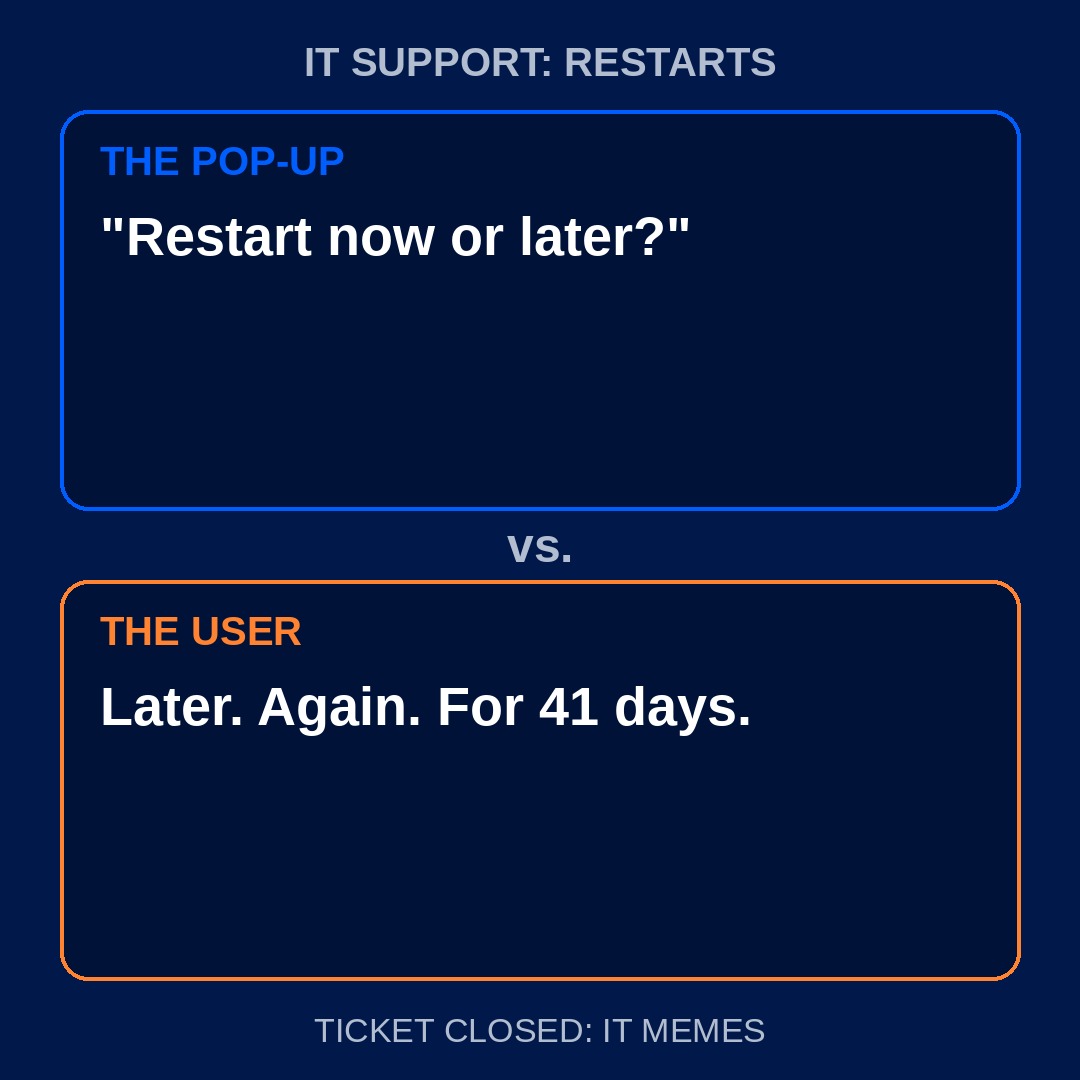 IT SUPPORT: RESTARTS
THE POP-UP
"Restart now or later?"
vs.
THE USER
Later. Again. For 41 days.
TICKET CLOSED: IT MEMES